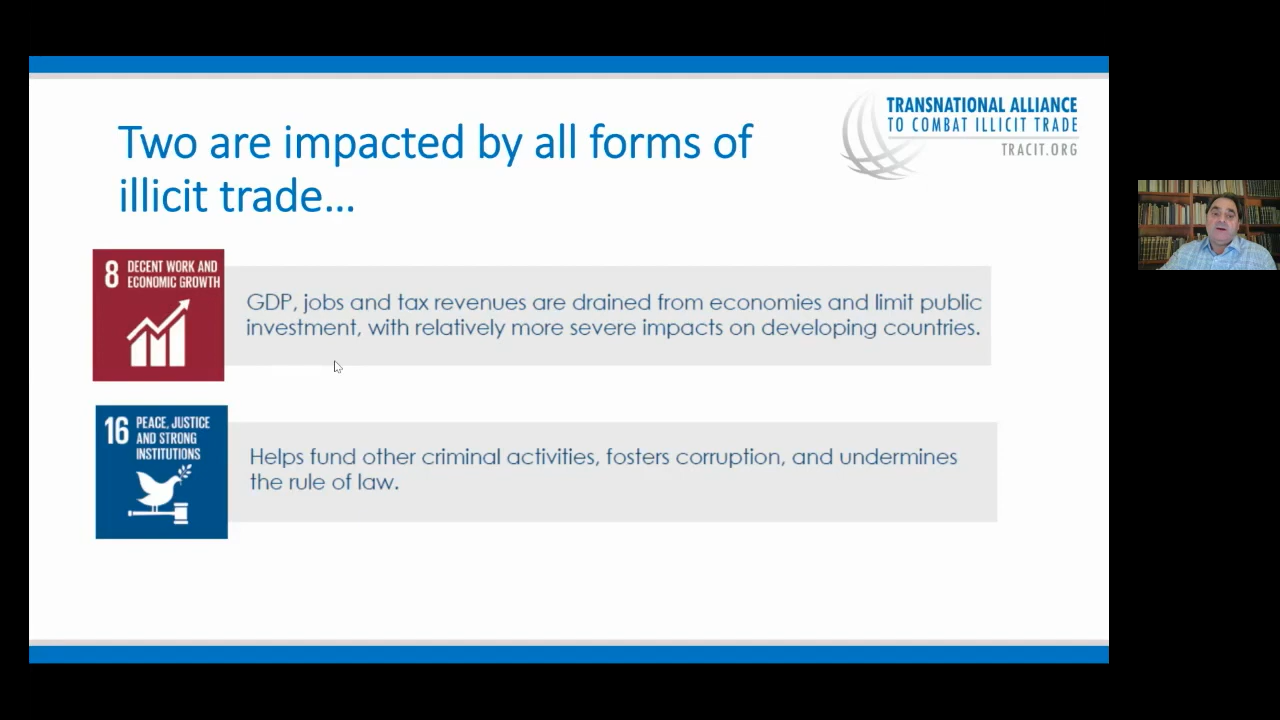 TRANSNATIONAL ALLIANCE
TO COMBAT ILLICIT TRADE
TRACIT.ORG
Two are impacted by all forms of
illicit trade...
8 DECENT WORK AND
ECONOMIC GROWTH
GDP, jobs and tax revenues are drained from economies and limit public
investment, with relatively more severe impacts on developing countries.
16 PEACE, JUSTICE
AND STRONG
INSTITUTIONS
Helps fund other criminal activities, fosters corruption, and undermines
the rule of law.